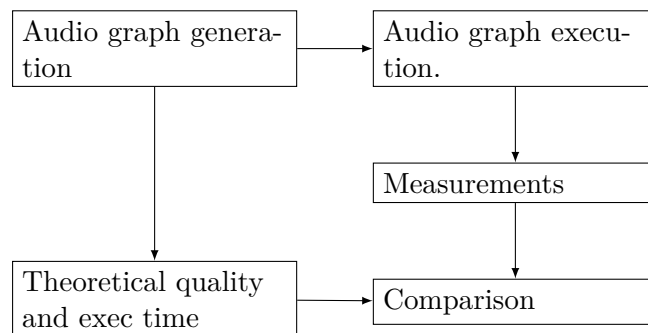 Audio graph genera-
tion
Audio graph execu-
tion.
Measurements
Theoretical quality
and exec time
Comparison